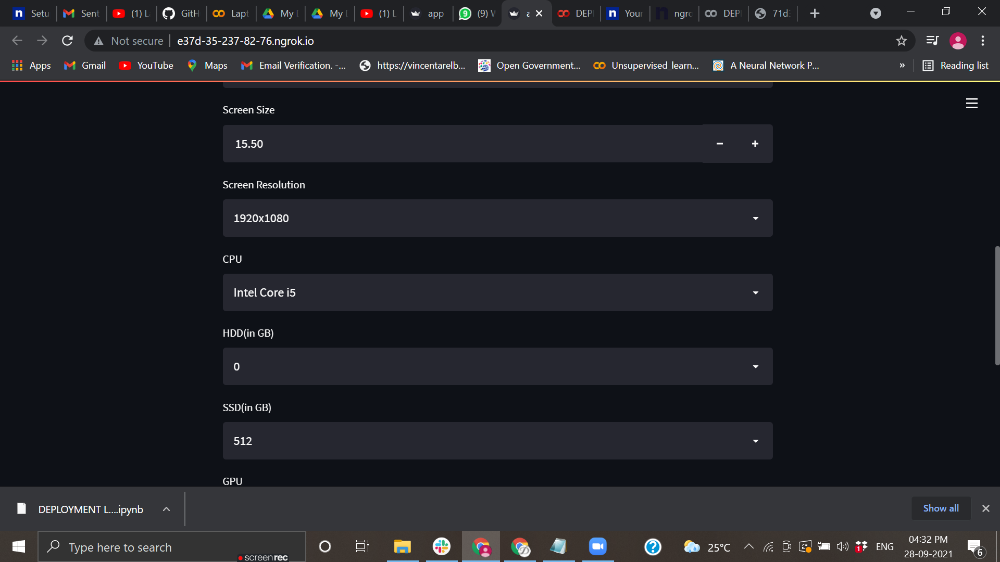 Setu
Sent
(1) L
GitH
Lapt
My
My
(1) L
app
(9) W
a
DEP
Your
ngro
DEP
71d3
Not secure
e37d-35-237-82-76.ngrok.io
Apps
Gmail
YouTube
Maps
Email Verification. -...
https://vincentarelb...
Open Government...
Unsupervised_learn...
A Neural Network P...
»
Reading list
Screen Size
15.50
Screen Resolution
1920x1080
CPU
Intel Core i5
HDD(in GB)
0
SSD(in GB)
512
GPU
DEPLOYMENT L....ipynb
Show all
Type here to search
screenrec
25°C
1
ENG
04:32 PM
28-09-2021
6